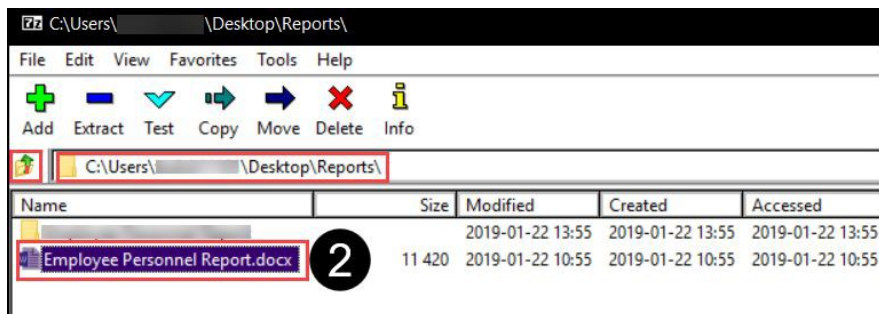 7z C:\Users\ \Desktop\Reports\
File Edit View Favorites Tools Help
Add Extract Test Copy Move Delete Info
C:\Users\ \Desktop\Reports\
Name Size Modified Created Accessed
2019-01-22 13:55 2019-01-22 13:55 2019-01-22 13:55
Employee Personnel Report.docx 2 11 420 2019-01-22 10:55 2019-01-22 10:55 2019-01-22 10:55